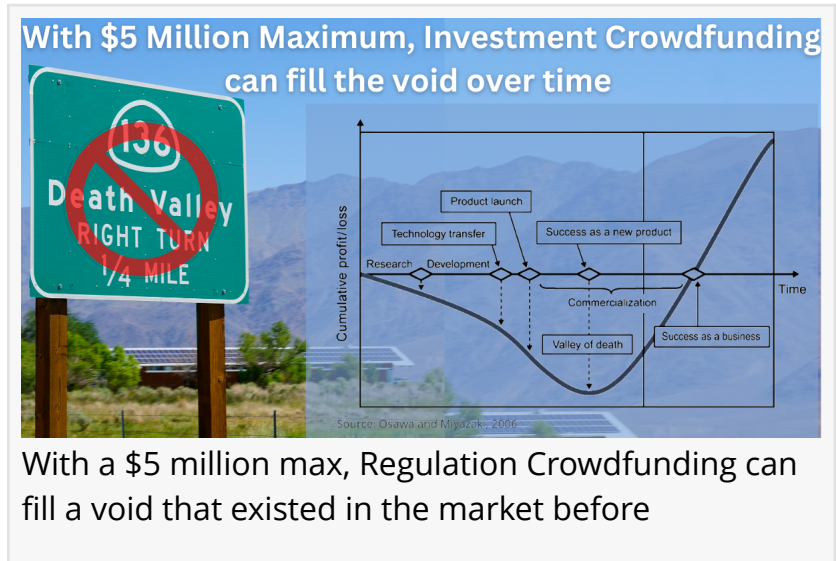 With $5 Million Maximum, Investment Crowdfunding
can fill the void over time
136
Death Valley
RIGHT TURN
1/4 MILE
Cumulative profit/loss
Product launch
Technology transfer
Success as a new product
Research
Development
Commercialization
Time
Valley of death
Success as a business
Source: Osawa and Miyazaki, 2006
With a $5 million max, Regulation Crowdfunding can
fill a void that existed in the market before